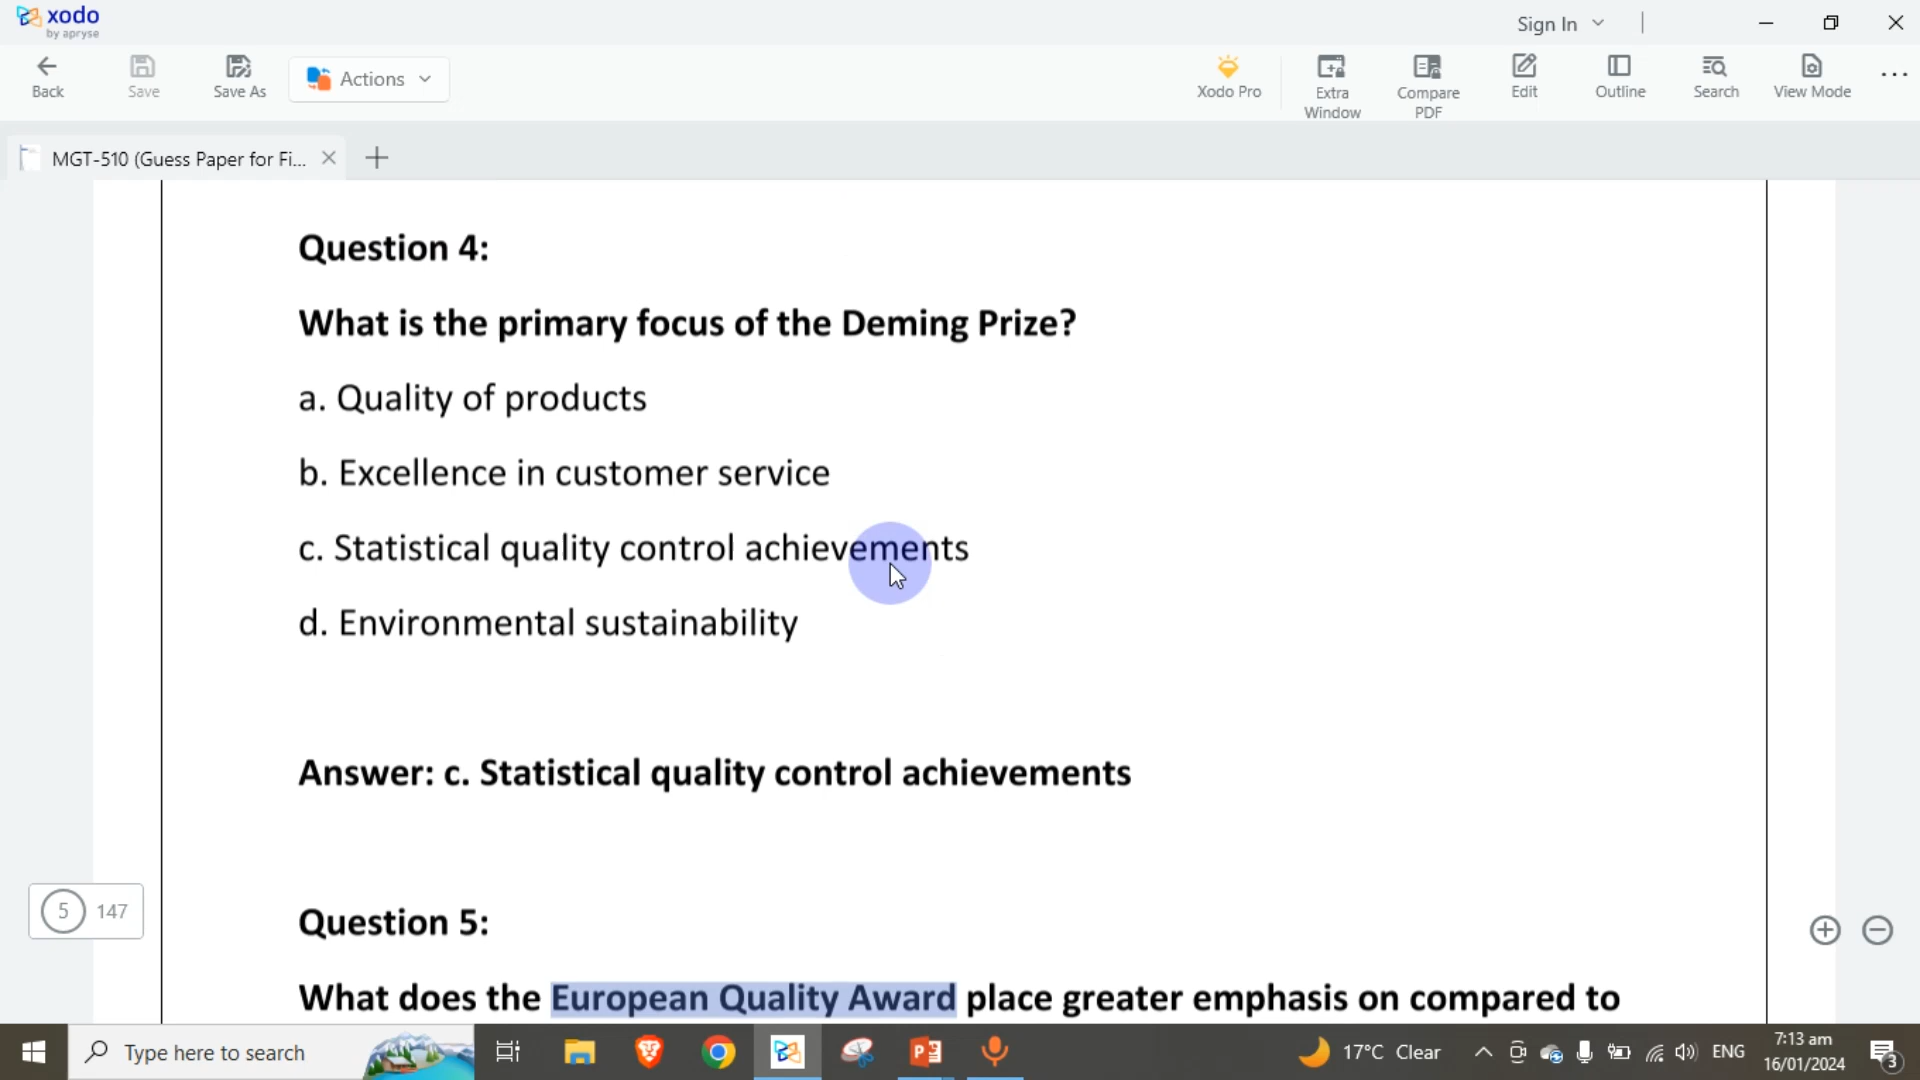 xodo
by apryse
Sign In
Back
Save
Save As
Actions
Xodo Pro
Extra Window
Compare PDF
Edit
Outline
Search
View Mode
MGT-510 (Guess Paper for Fi...
Question 4:
What is the primary focus of the Deming Prize?
a. Quality of products
b. Excellence in customer service
c. Statistical quality control achievements
d. Environmental sustainability
Answer: c. Statistical quality control achievements
5 147
Question 5:
What does the European Quality Award place greater emphasis on compared to
Type here to search
17°C Clear
ENG
7:13 am
16/01/2024
3